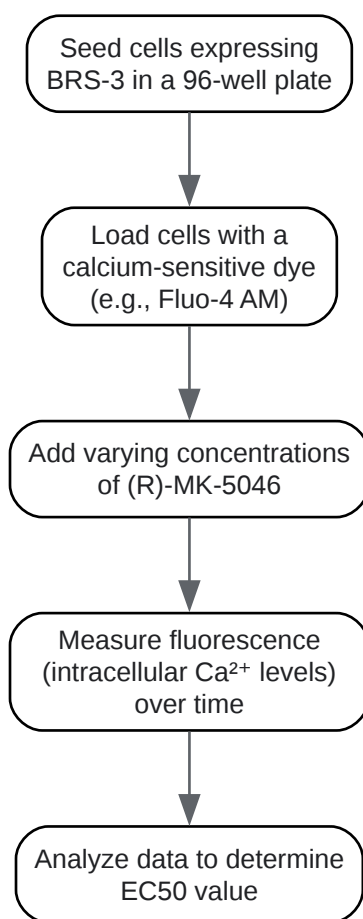 Seed cells expressing
BRS-3 in a 96-well plate
Load cells with a
calcium-sensitive dye
(e.g., Fluo-4 AM)
Add varying concentrations
of (R)-MK-5046
Measure fluorescence
(intracellular Ca²⁺ levels)
over time
Analyze data to determine
EC50 value